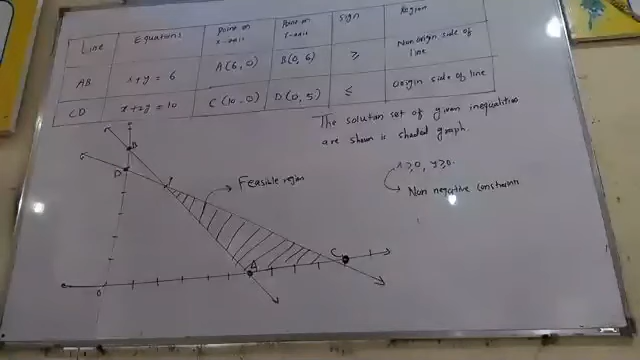 Line Equations Point on x-axis Point on Y-axis Sign Region
AB x+y = 6 A(6,0) B(0,6) ≥ Non origin side of line
CD x+2y = 10 C(10,0) D(0,5) ≤ Origin side of line
The solution set of given inequalities
are shown is shaded graph.
x≥0, y≥0.
Non negative constrain
Feasible region
B
D
P
A
C
0